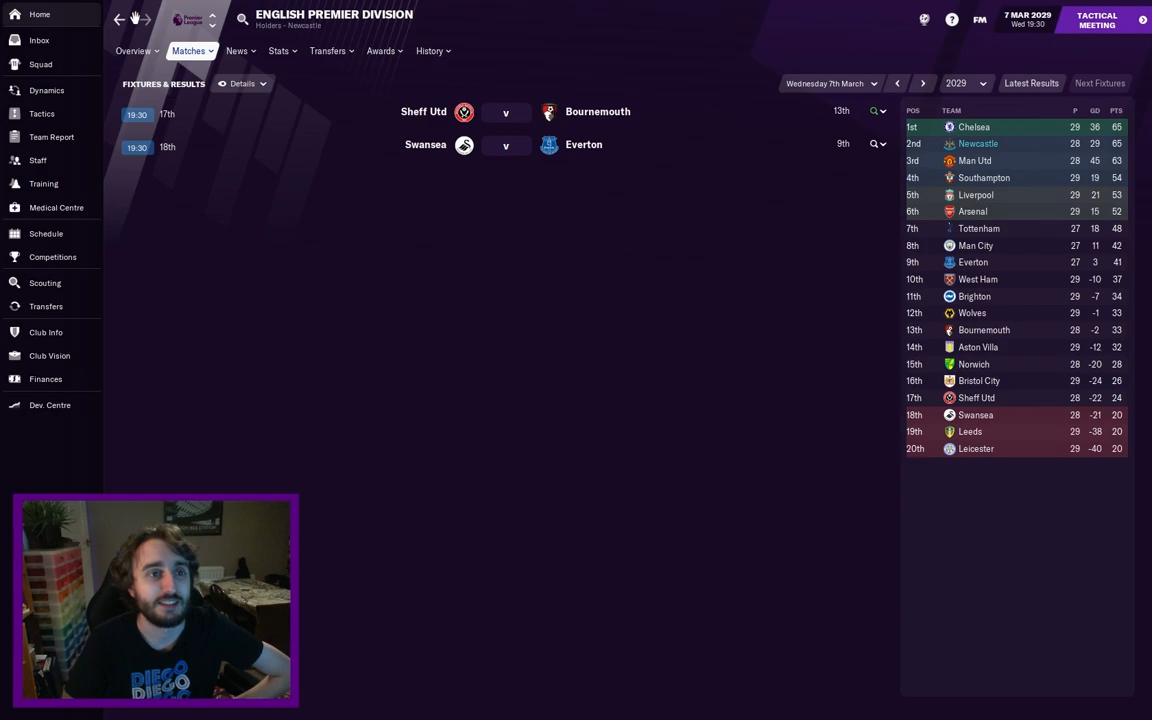 Home
Inbox
Squad
Dynamics
Tactics
Team Report
Staff
Training
Medical Centre
Schedule
Competitions
Scouting
Transfers
Club Info
Club Vision
Finances
Dev. Centre
ENGLISH PREMIER DIVISION
Holders - Newcastle
FM
7 MAR 2029
Wed 19:30
TACTICAL
MEETING
Overview Matches News Stats Transfers Awards History
FIXTURES & RESULTS Details
Wednesday 7th March 2029 Latest Results Next Fixtures
19:30 17th Sheff Utd v Bournemouth 13th
19:30 18th Swansea v Everton 9th
POS TEAM P GD PTS
1st Chelsea 29 36 65
2nd Newcastle 28 29 65
3rd Man Utd 28 45 63
4th Southampton 29 19 54
5th Liverpool 29 21 53
6th Arsenal 29 15 52
7th Tottenham 27 18 48
8th Man City 27 11 42
9th Everton 27 3 41
10th West Ham 29 -10 37
11th Brighton 29 -7 34
12th Wolves 29 -1 33
13th Bournemouth 28 -2 33
14th Aston Villa 29 -12 32
15th Norwich 28 -20 28
16th Bristol City 29 -24 26
17th Sheff Utd 28 -22 24
18th Swansea 28 -21 20
19th Leeds 29 -38 20
20th Leicester 29 -40 20
DIEGO
DIEGO